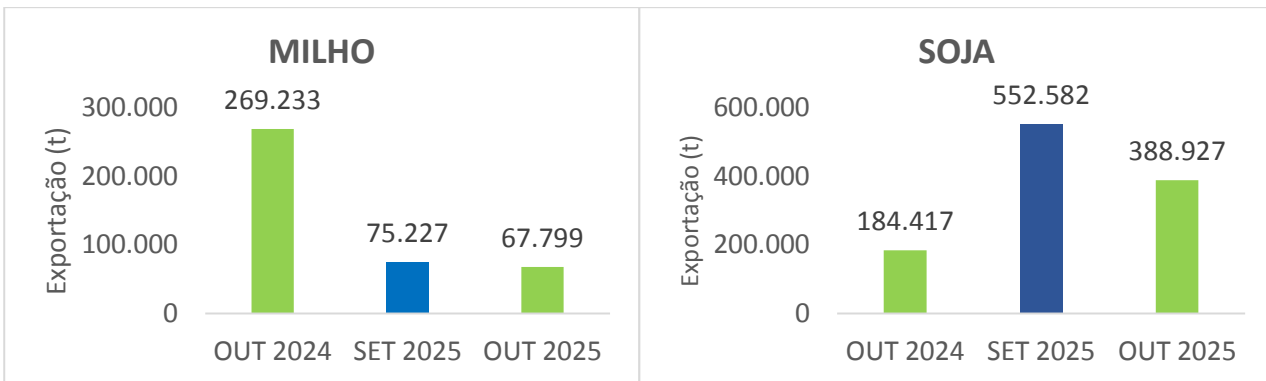 MILHO
Exportação (t)
300.000
200.000
100.000
0
269.233
75.227
67.799
OUT 2024 SET 2025 OUT 2025
SOJA
Exportação (t)
600.000
400.000
200.000
0
184.417
552.582
388.927
OUT 2024 SET 2025 OUT 2025